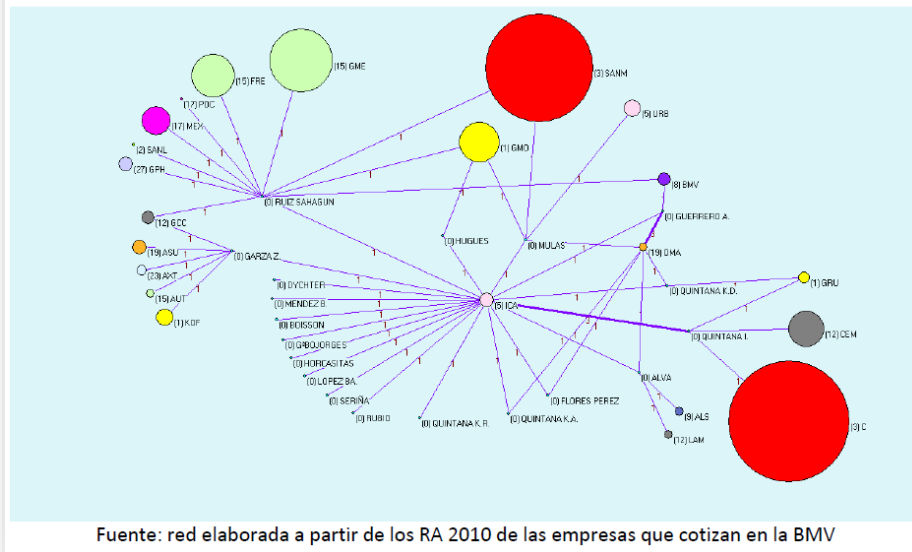 (15) GME
(15) FRE
(3) SANM
(17) POC
(17) MEX
(5) URB
(1) GMO
(2) SANL
(27) GPH
(8) BMV
(0) RUIZ SAHAGUN
(12) GCC
(0) GUERRERO A.
(0) HUGUES
(0) MULAS
(19) ASU
(0) GARZA Z.
(19) OMA
(23) AXT
(0) DYCHTER
(0) QUINTANA K.D.
(1) GRU
(15) AUT
(0) MENDEZ B
(5) ICA
(1) KOF
(0) BOISSON
(0) QUINTANA I.
(12) CEM
(0) GPBOJORGES
(0) HORCASITAS
(0) LOPEZ BA.
(0) ALVA
(0) SERIÑA
(0) FLORES PEREZ
(0) RUBIO
(0) QUINTANA K.R.
(0) QUINTANA K.A.
(9) ALS
(12) LAM
(3) C
Fuente: red elaborada a partir de los RA 2010 de las empresas que cotizan en la BMV